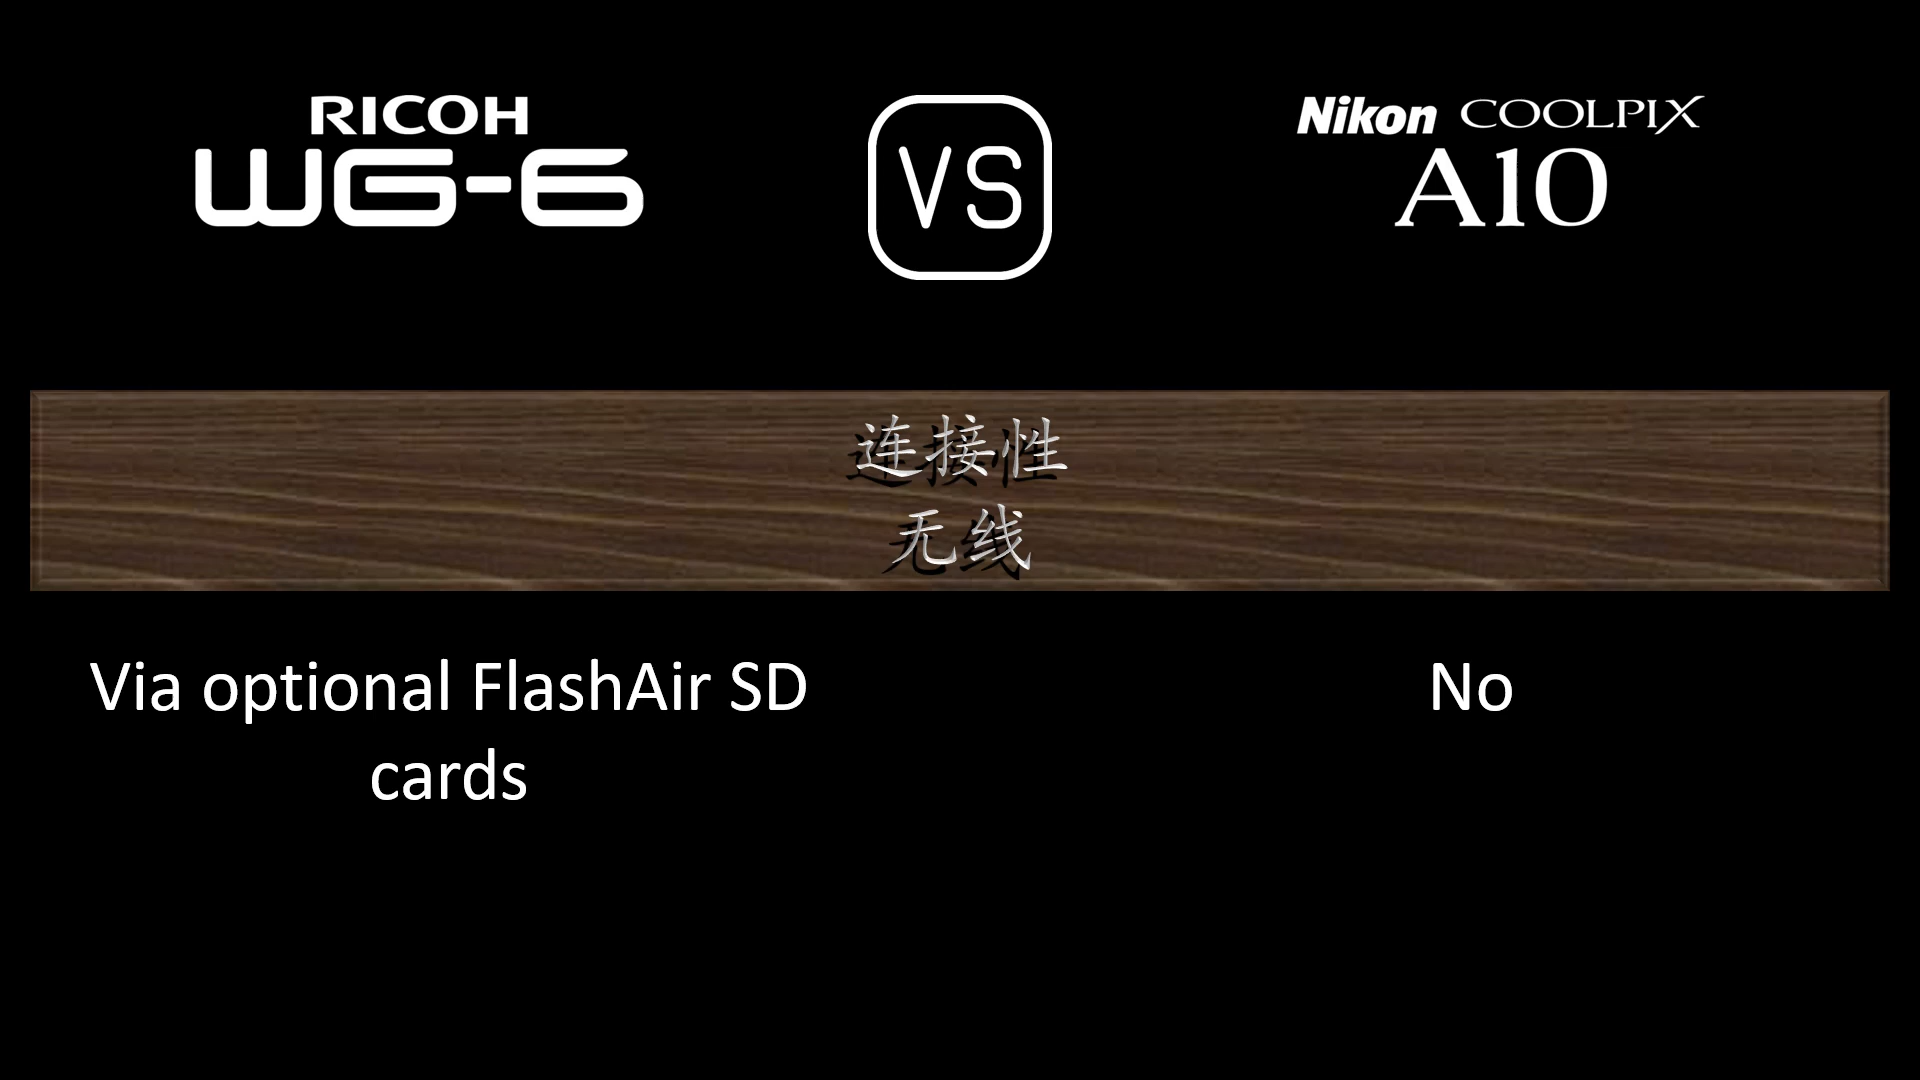 RICOH
WG-6
VS
Nikon COOLPIX
A10
连接性
无线
Via optional FlashAir SD
cards
No